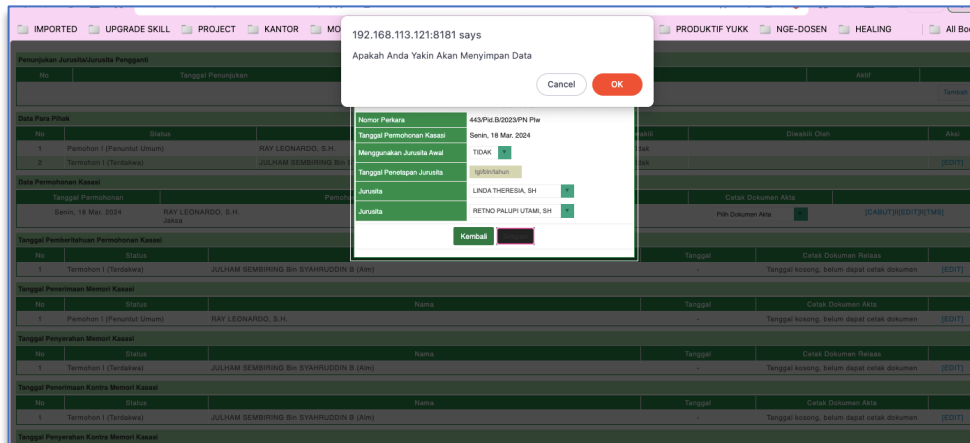 IMPORTED UPGRADE SKILL PROJECT KANTOR MO PRODUKTIF YUKK NGE-DOSEN HEALING All Boo
192.168.113.121:8181 says
Apakah Anda Yakin Akan Menyimpan Data
Cancel OK
Penunjukan Jurusita/Jurusita Pengganti
No Tanggal Penunjukan Aktif
Tambah
Nomor Perkara 443/Pid.B/2023/PN Plw
Tanggal Permohonan Kasasi Senin, 18 Mar. 2024
Menggunakan Jurusita Awal TIDAK
Tanggal Penetapan Jurusita tgl/bln/tahun
Jurusita LINDA THERESIA, SH
Jurusita RETNO PALUPI UTAMI, SH
Kembali
Data Para Pihak
No Status Diwakili Oleh Aksi
1 Pemohon I (Penuntut Umum) RAY LEONARDO, S.H.
2 Termohon I (Terdakwa) JULHAM SEMBIRING Bin [EDIT]
Data Permohonan Kasasi
Tanggal Permohonan Pemoho Cetak Dokumen Akta
Senin, 18 Mar. 2024 RAY LEONARDO, S.H. Pilih Dokumen Akta [CABUT]||[EDIT]||[TMS]
Jaksa
Tanggal Pemberitahuan Permohonan Kasasi
No Status Tanggal Cetak Dokumen Relaas
1 Termohon I (Terdakwa) JULHAM SEMBIRING Bin SYAHRUDDIN B (Alm) - Tanggal kosong, belum dapat cetak dokumen [EDIT]
Tanggal Penerimaan Memori Kasasi
No Status Nama Tanggal Cetak Dokumen Akta
1 Pemohon I (Penuntut Umum) RAY LEONARDO, S.H. - Tanggal kosong, belum dapat cetak dokumen [EDIT]
Tanggal Penyerahan Memori Kasasi
No Status Nama Tanggal Cetak Dokumen Relaas
1 Termohon I (Terdakwa) JULHAM SEMBIRING Bin SYAHRUDDIN B (Alm) - Tanggal kosong, belum dapat cetak dokumen [EDIT]
Tanggal Penerimaan Kontra Memori Kasasi
No Status Nama Tanggal Cetak Dokumen Akta
1 Termohon I (Terdakwa) JULHAM SEMBIRING Bin SYAHRUDDIN B (Alm) - Tanggal kosong, belum dapat cetak dokumen [EDIT]
Tanggal Penyerahan Kontra Memori Kasasi